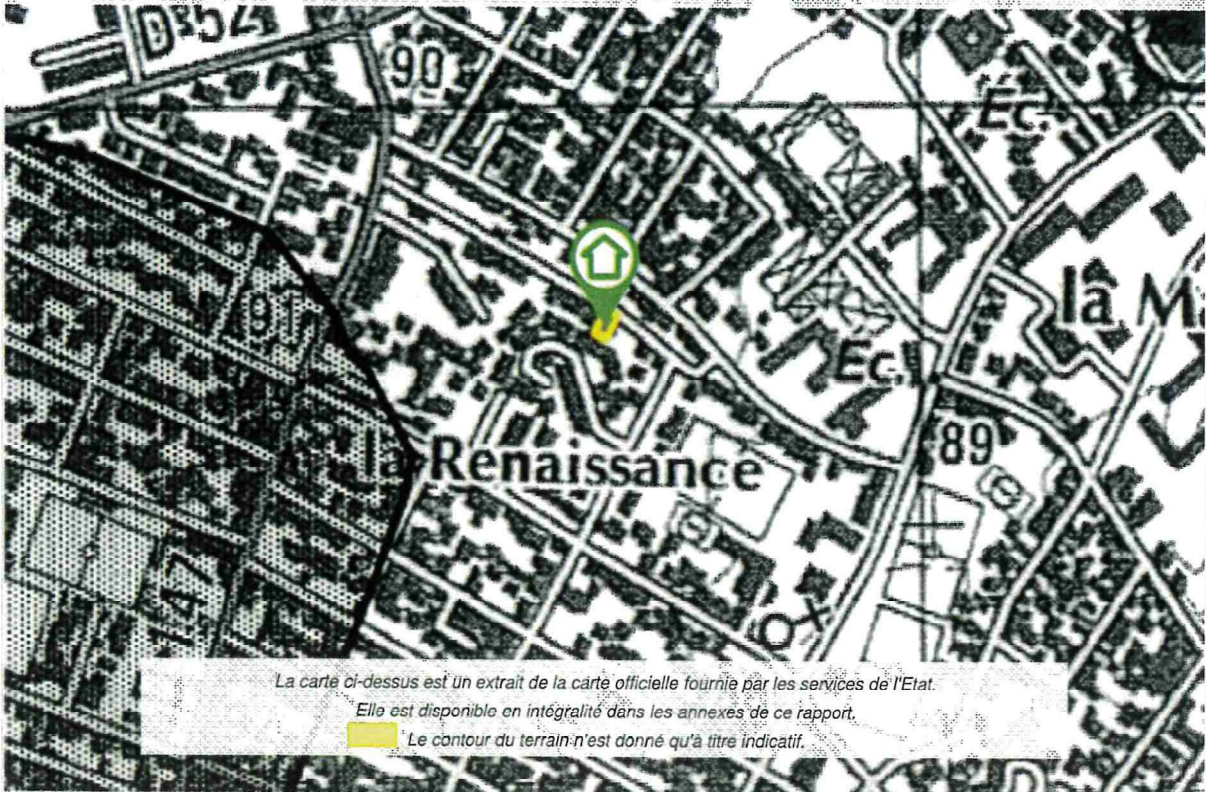 D 152
90
Éc.
91
la M
Éc.
la Renaissance
89
47
La carte ci-dessus est un extrait de la carte officielle fournie par les services de l'Etat.
Elle est disponible en intégralité dans les annexes de ce rapport.
Le contour du terrain n'est donné qu'à titre indicatif.